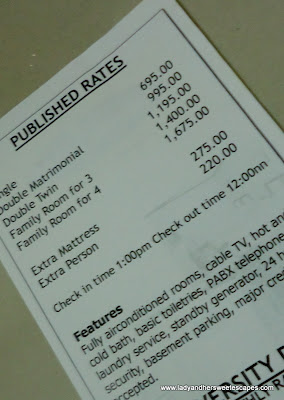 PUBLISHED RATES
ngle 695.00
Double Matrimonial 995.00
Double Twin 1,195.00
Family Room for 3 1,400.00
Family Room for 4 1,675.00
Extra Mattress 275.00
Extra Person 220.00
Check in time 1:00pm Check out time 12:00nn
Features
Fully airconditioned rooms, cable TV, hot and
cold bath, basic toiletries, PABX telephone
laundry service, standby generator, 24 h
security, basement parking, major cre
accepted.
VERSITY
www.ladyandhersweetescapes.com